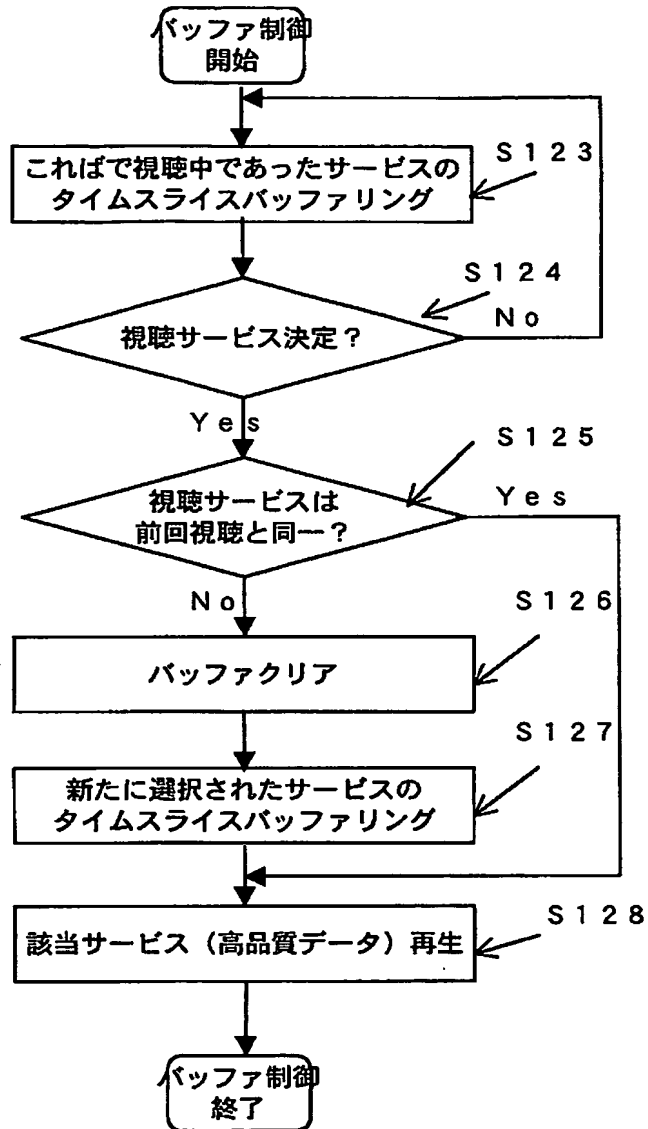 バッファ制御
開始
こればで視聴中であったサービスの
タイムスライスバッファリング
S123
S124
視聴サービス決定？
No
Yes
S125
視聴サービスは
前回視聴と同一？
Yes
No
S126
バッファクリア
S127
新たに選択されたサービスの
タイムスライスバッファリング
S128
該当サービス（高品質データ）再生
バッファ制御
終了